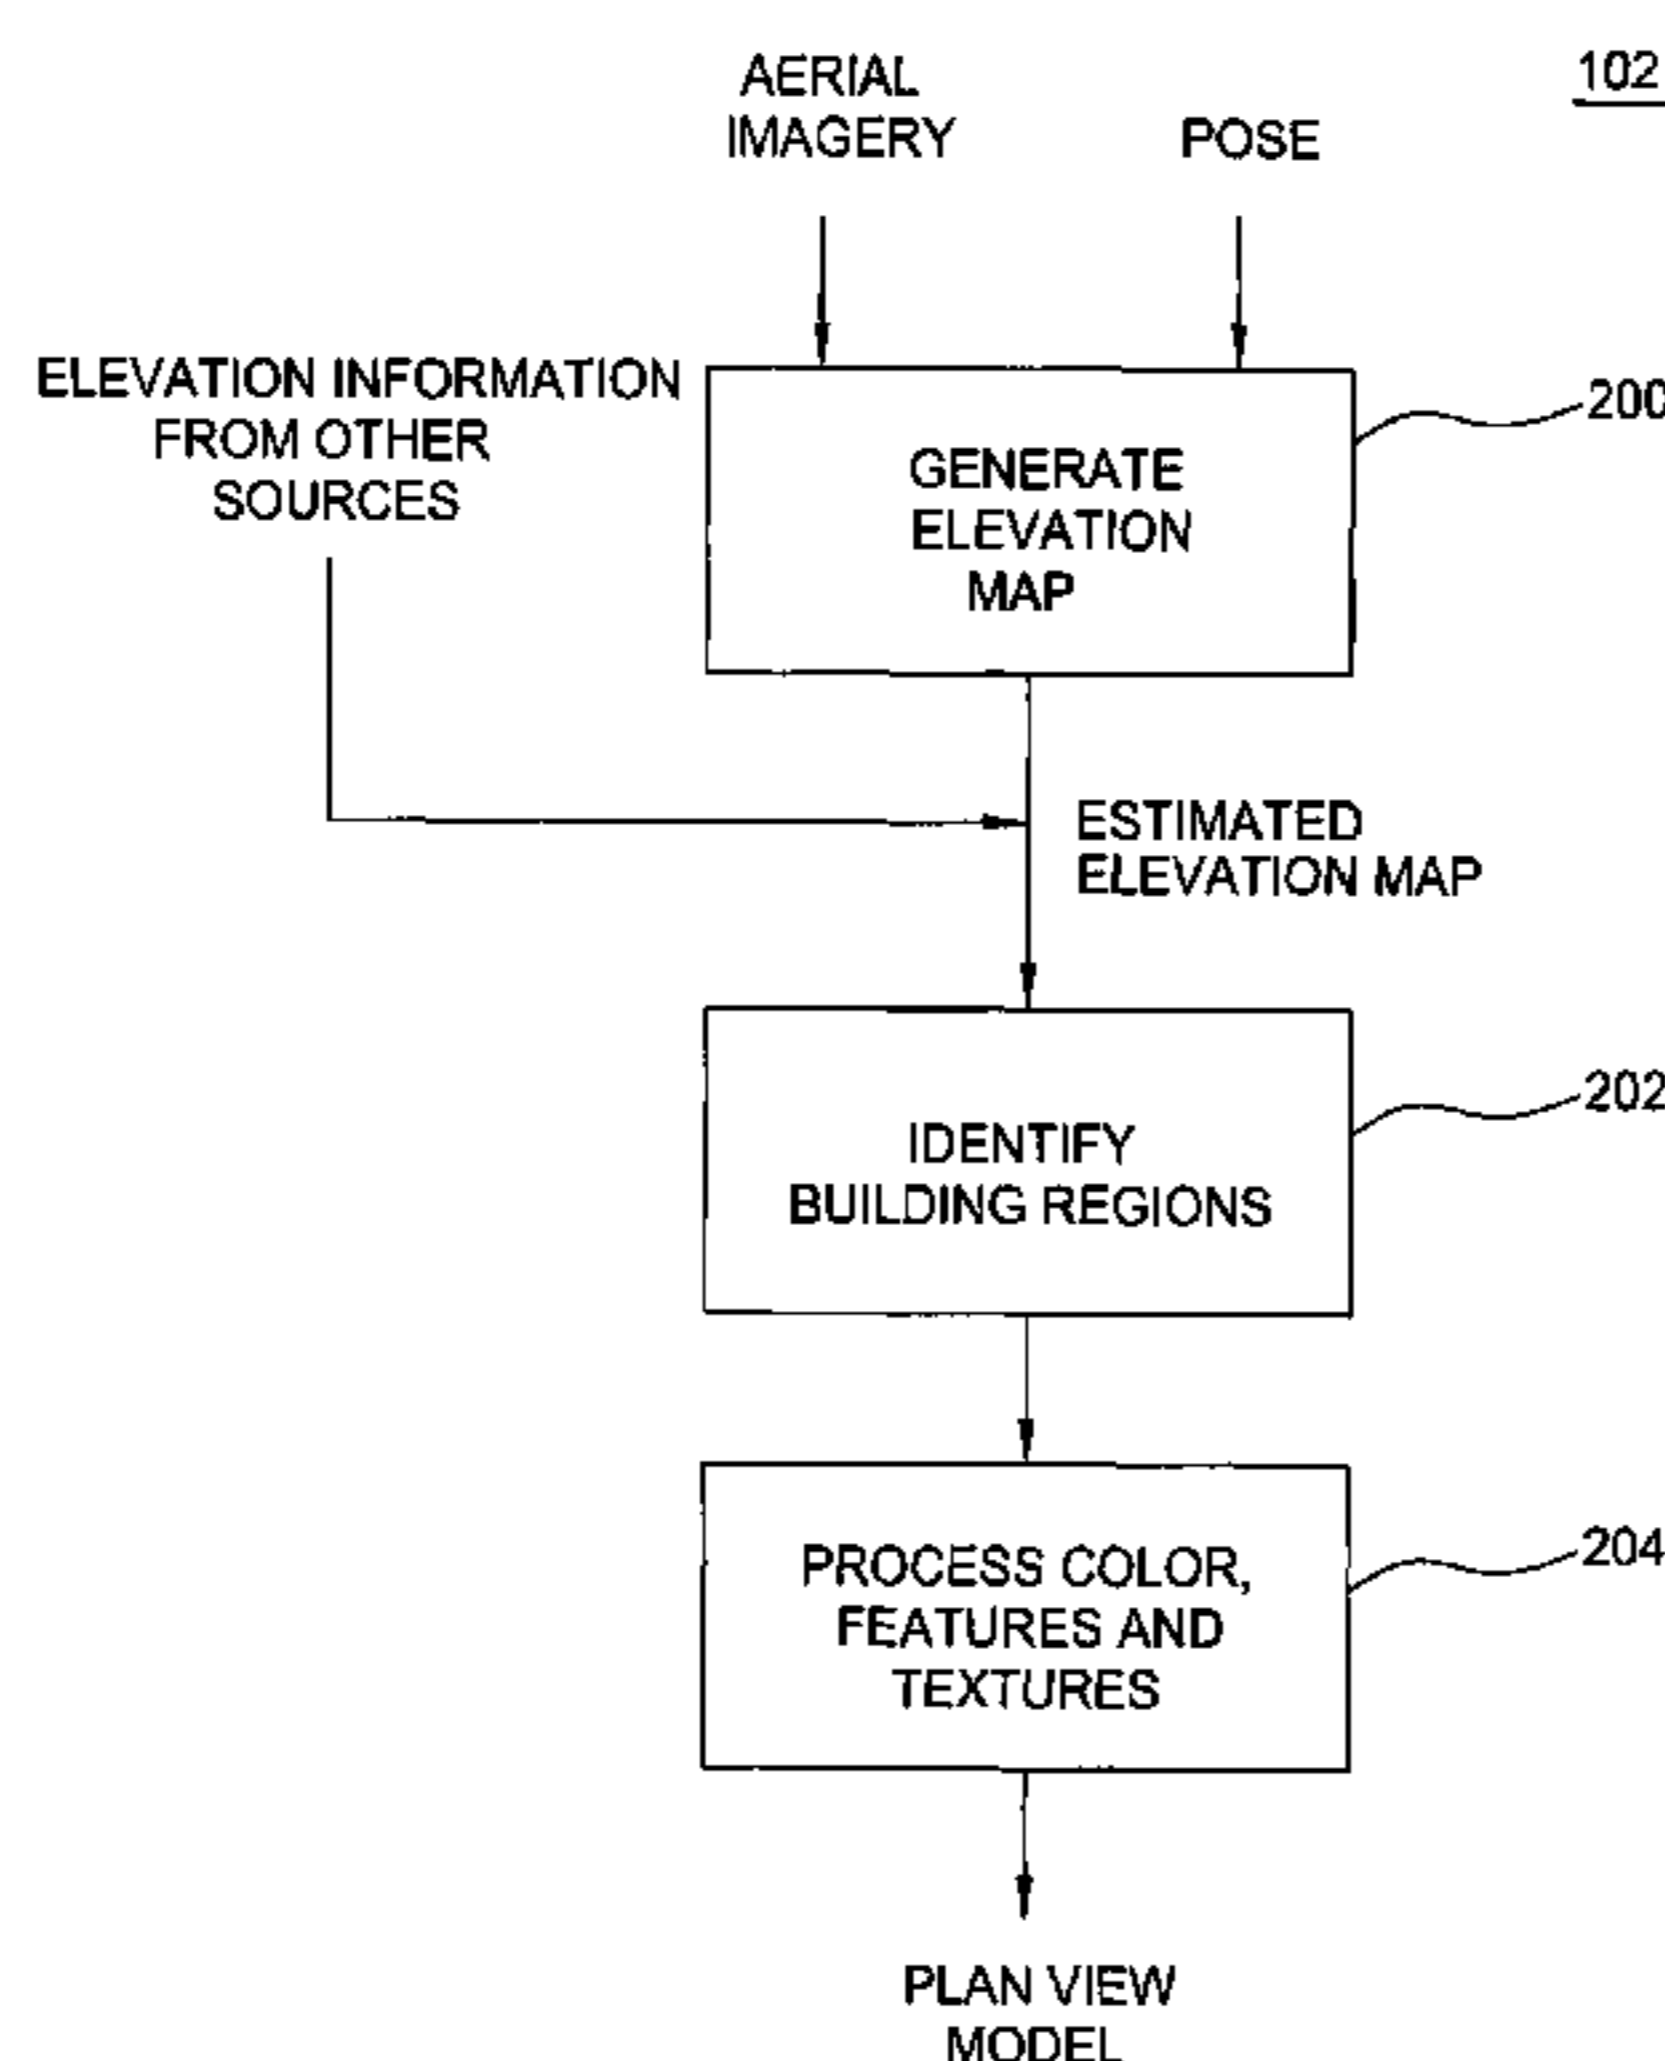 AERIAL
IMAGERY
POSE
102
ELEVATION INFORMATION
FROM OTHER
SOURCES
GENERATE
ELEVATION
MAP
200
ESTIMATED
ELEVATION MAP
IDENTIFY
BUILDING REGIONS
202
PROCESS COLOR,
FEATURES AND
TEXTURES
204
PLAN VIEW
MODEL